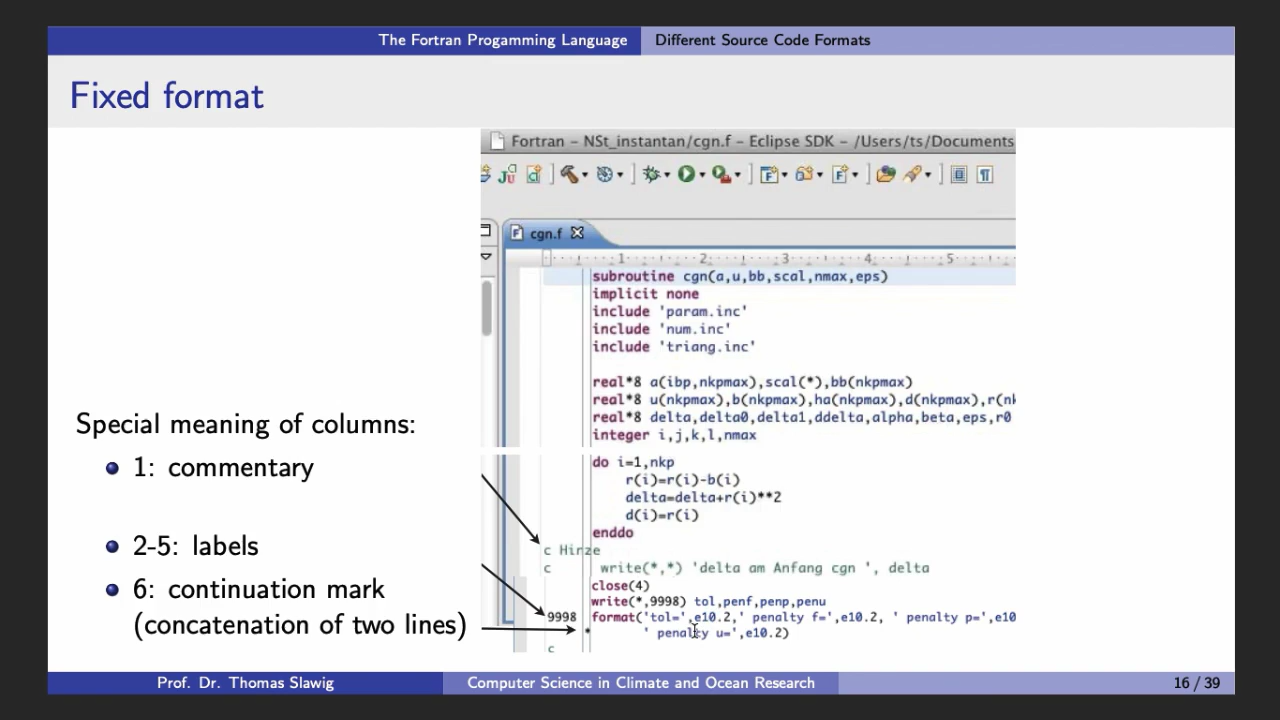 The Fortran Progamming Language Different Source Code Formats
Fixed format
Fortran – NSt_instantan/cgn.f – Eclipse SDK – /Users/ts/Documents
cgn.f
1 2 3 4 5
subroutine cgn(a,u,bb,scal,nmax,eps)
implicit none
include 'param.inc'
include 'num.inc'
include 'triang.inc'
real*8 a(ibp,nkpmax),scal(*),bb(nkpmax)
real*8 u(nkpmax),b(nkpmax),ha(nkpmax),d(nkpmax),r(nk
real*8 delta,delta0,delta1,ddelta,alpha,beta,eps,r0
integer i,j,k,l,nmax
do i=1,nkp
r(i)=r(i)-b(i)
delta=delta+r(i)**2
d(i)=r(i)
enddo
c Hinze
c write(*,*) 'delta am Anfang cgn ', delta
close(4)
write(*,9998) tol,penf,penp,penu
9998 format('tol=',e10.2,' penalty f=',e10.2, ' penalty p=',e10
* ' penalty u=',e10.2)
c
Special meaning of columns:
1: commentary
2-5: labels
6: continuation mark
(concatenation of two lines)
Prof. Dr. Thomas Slawig Computer Science in Climate and Ocean Research 16 / 39